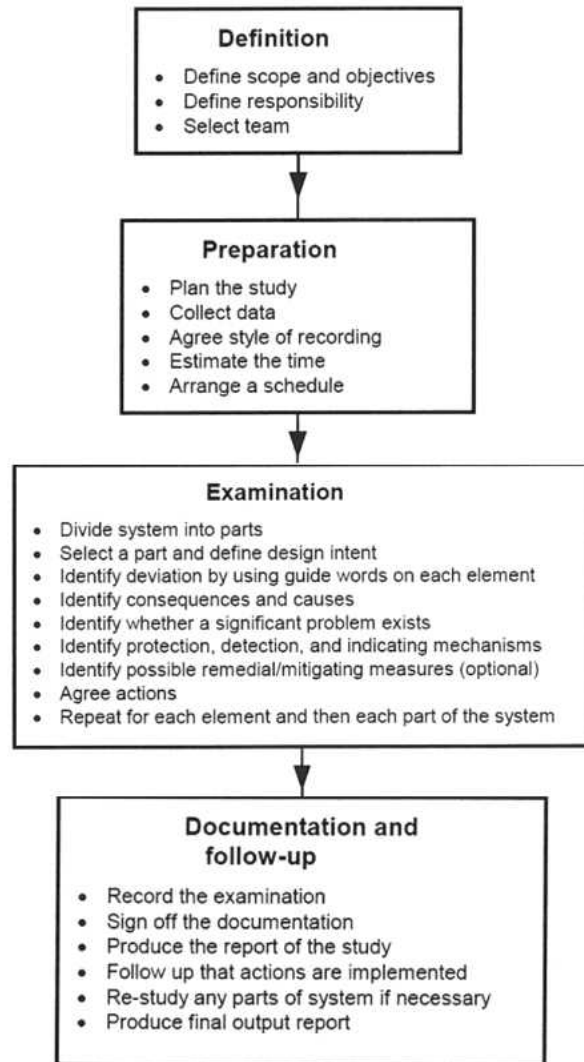 Definition
• Define scope and objectives
• Define responsibility
• Select team
Preparation
• Plan the study
• Collect data
• Agree style of recording
• Estimate the time
• Arrange a schedule
Examination
• Divide system into parts
• Select a part and define design intent
• Identify deviation by using guide words on each element
• Identify consequences and causes
• Identify whether a significant problem exists
• Identify protection, detection, and indicating mechanisms
• Identify possible remedial/mitigating measures (optional)
• Agree actions
• Repeat for each element and then each part of the system
Documentation and
follow-up
• Record the examination
• Sign off the documentation
• Produce the report of the study
• Follow up that actions are implemented
• Re-study any parts of system if necessary
• Produce final output report